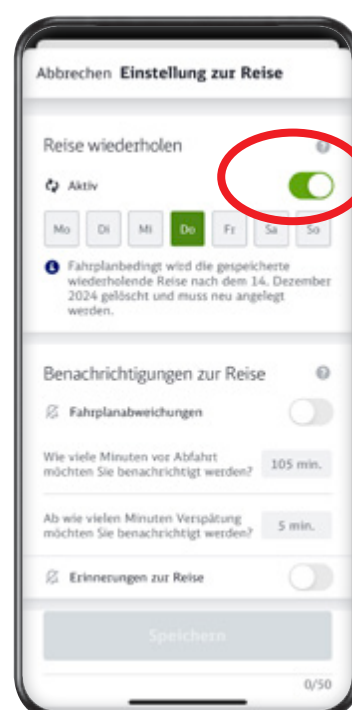 Abbrechen Einstellung zur Reise
Reise wiederholen
Aktiv
Mo Di Mi Do Fr Sa So
Fahrplanbedingt wird die gespeicherte
wiederholende Reise nach dem 14. Dezember
2024 gelöscht und muss neu angelegt
werden.
Benachrichtigungen zur Reise
Fahrplanabweichungen
Wie viele Minuten vor Abfahrt
möchten Sie benachrichtigt werden?
105 min.
Ab wie vielen Minuten Verspätung
möchten Sie benachrichtigt werden?
5 min.
Erinnerungen zur Reise
Speichern
0/50